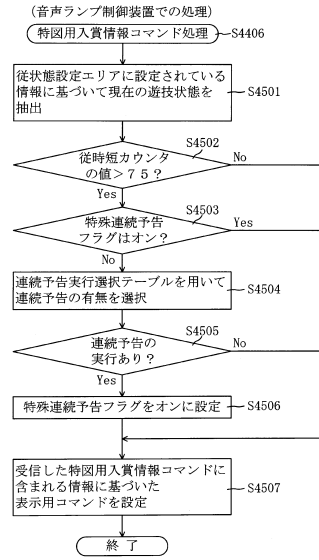 （音声ランプ制御装置での処理）
特図用入賞情報コマンド処理
S4406
従状態設定エリアに設定されている
情報に基づいて現在の遊技状態を
抽出
S4501
S4502
従時短カウンタ
の値＞７５？
No
Yes
S4503
特殊連続予告
フラグはオン？
Yes
No
連続予告実行選択テーブルを用いて
連続予告の有無を選択
S4504
S4505
連続予告の
実行あり？
No
Yes
特殊連続予告フラグをオンに設定
S4506
受信した特図用入賞情報コマンドに
含まれる情報に基づいた
表示用コマンドを設定
S4507
終 了